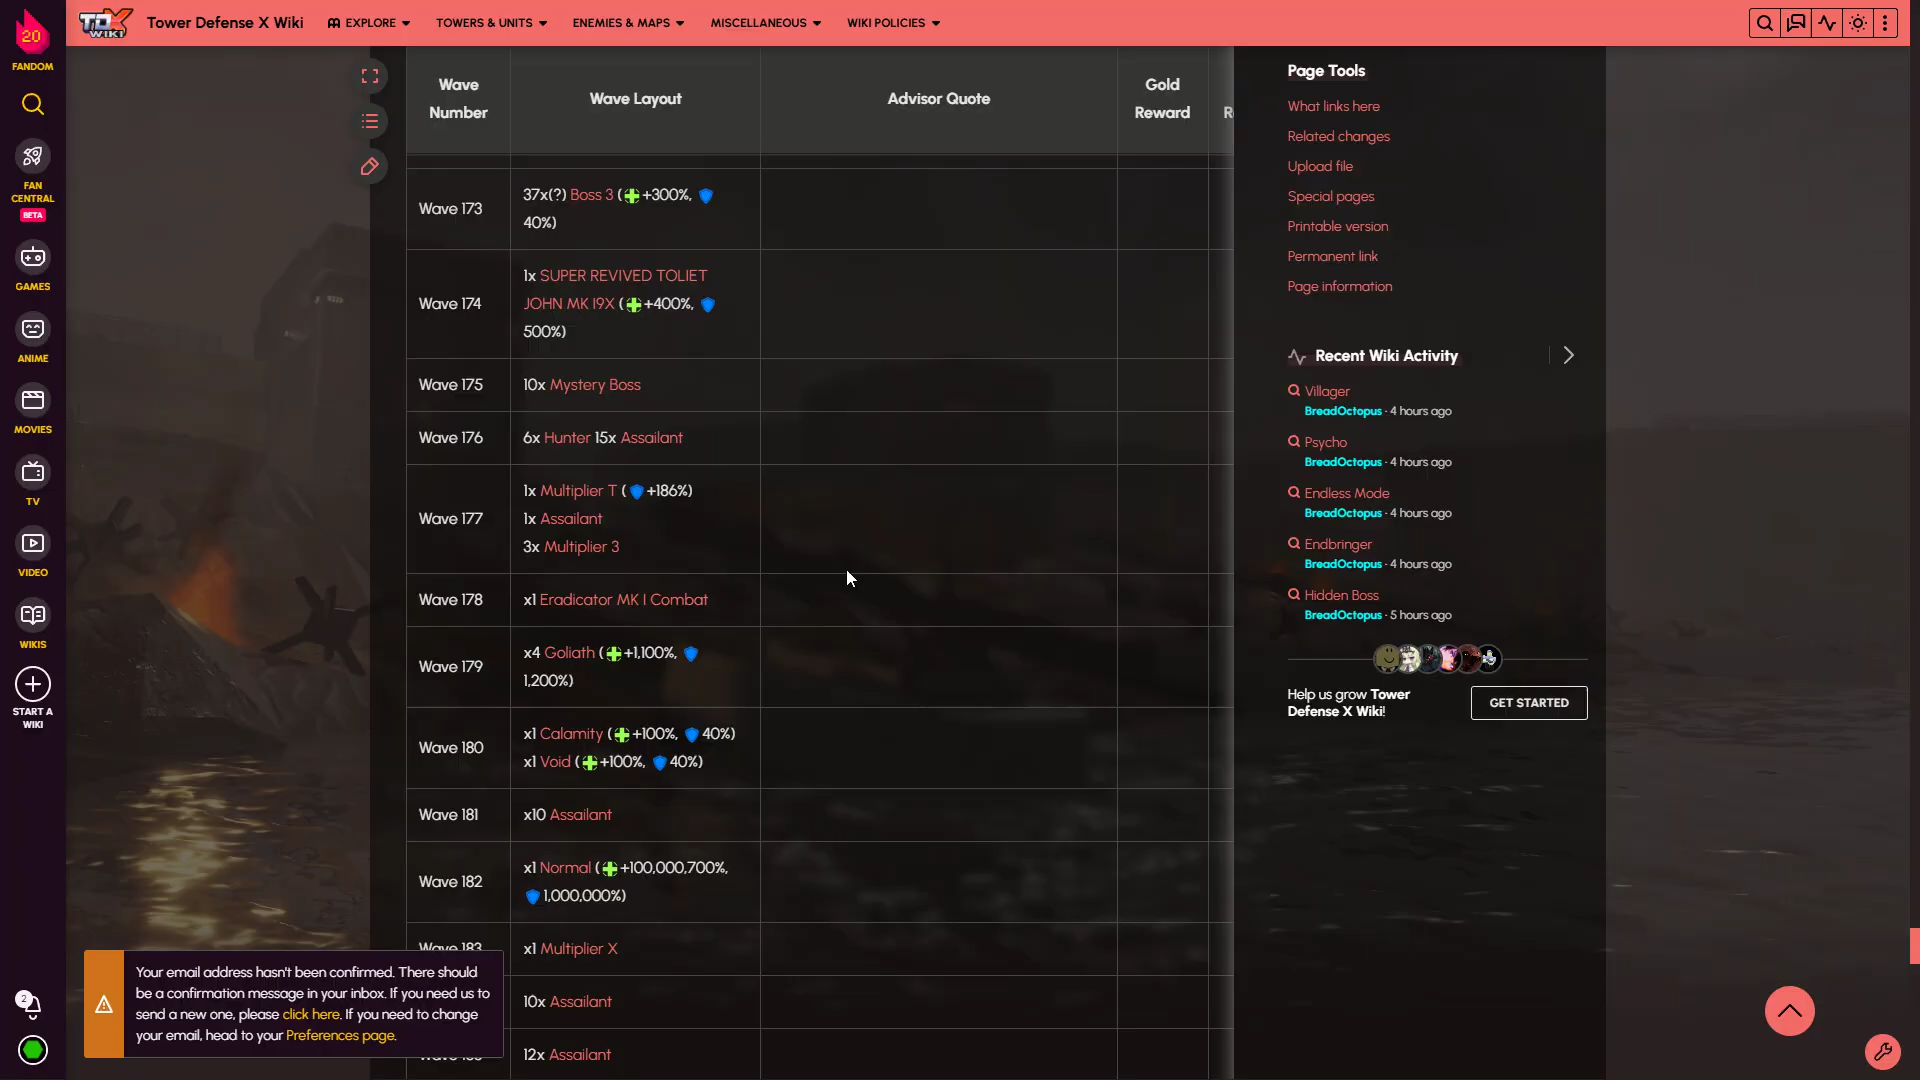 20
FANDOM
FAN
CENTRAL
BETA
GAMES
ANIME
MOVIES
TV
VIDEO
WIKIS
START A
WIKI
2
TDX
WIKI
Tower Defense X Wiki
EXPLORE
TOWERS & UNITS
ENEMIES & MAPS
MISCELLANEOUS
WIKI POLICIES
Wave
Number
Wave Layout
Advisor Quote
Gold
Reward
Wave 173
37x(?) Boss 3 (+300%,
40%)
Wave 174
1x SUPER REVIVED TOLIET
JOHN MK I9X (+400%,
500%)
Wave 175
10x Mystery Boss
Wave 176
6x Hunter 15x Assailant
Wave 177
1x Multiplier T (+186%)
1x Assailant
3x Multiplier 3
Wave 178
x1 Eradicator MK I Combat
Wave 179
x4 Goliath (+1,100%,
1,200%)
Wave 180
x1 Calamity (+100%, 40%)
x1 Void (+100%, 40%)
Wave 181
x10 Assailant
Wave 182
x1 Normal (+100,000,700%,
1,000,000%)
Wave 183
x1 Multiplier X
10x Assailant
12x Assailant
Your email address hasn't been confirmed. There should
be a confirmation message in your inbox. If you need us to
send a new one, please click here. If you need to change
your email, head to your Preferences page.
Page Tools
What links here
Related changes
Upload file
Special pages
Printable version
Permanent link
Page information
Recent Wiki Activity
Villager
BreadOctopus · 4 hours ago
Psycho
BreadOctopus · 4 hours ago
Endless Mode
BreadOctopus · 4 hours ago
Endbringer
BreadOctopus · 4 hours ago
Hidden Boss
BreadOctopus · 5 hours ago
Help us grow Tower
Defense X Wiki!
GET STARTED